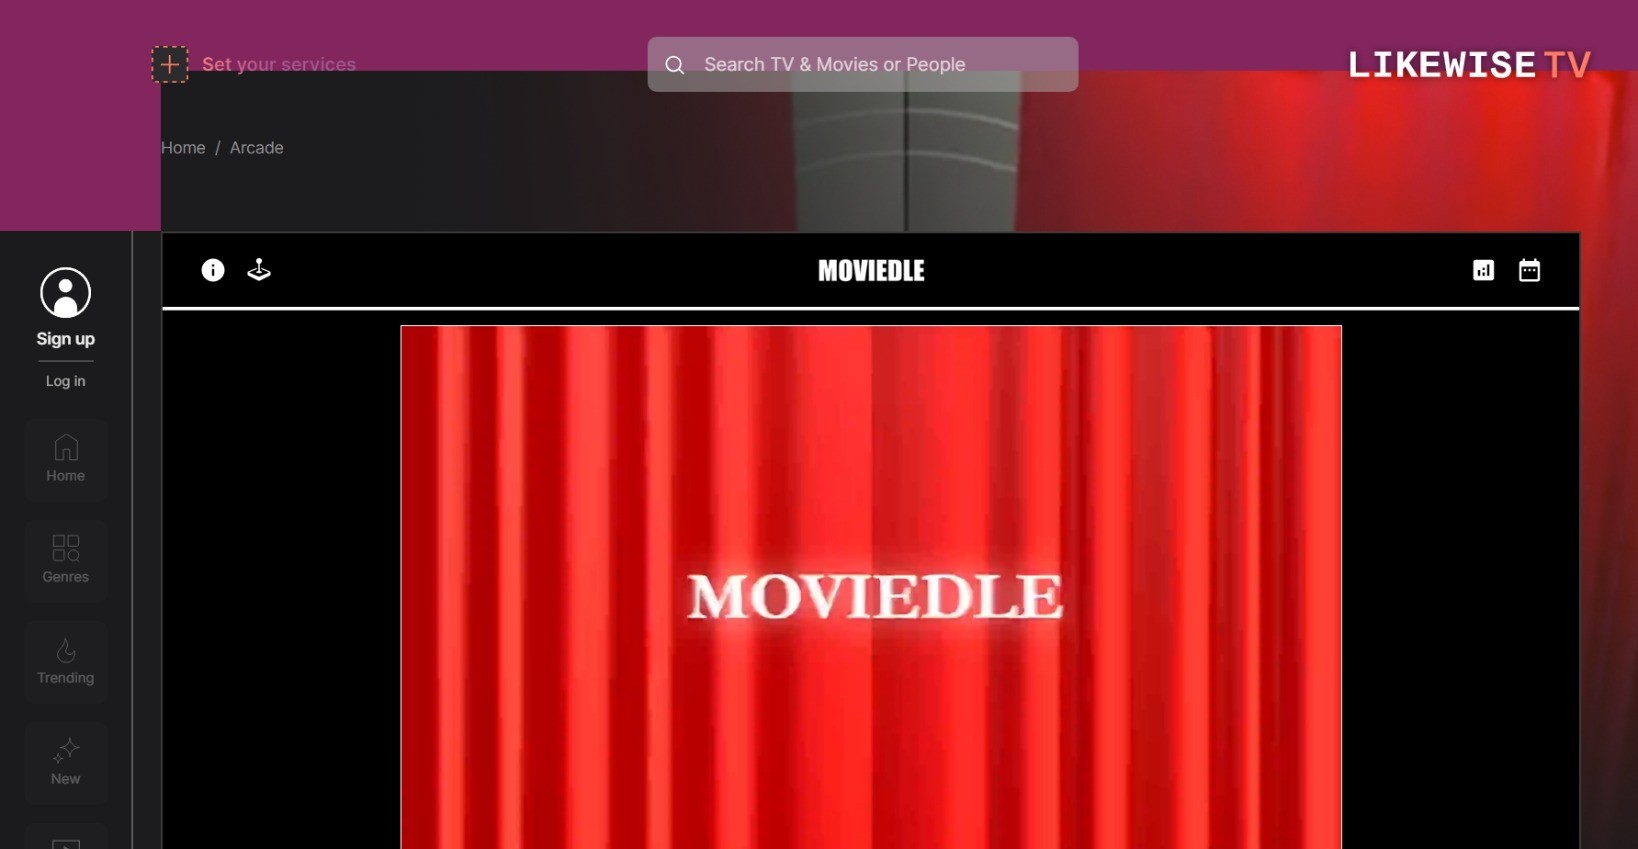 Set your services
Search TV & Movies or People
LIKEWISE TV
Home / Arcade
MOVIEDLE
Sign up
Log in
Home
Genres
Trending
New
MOVIEDLE